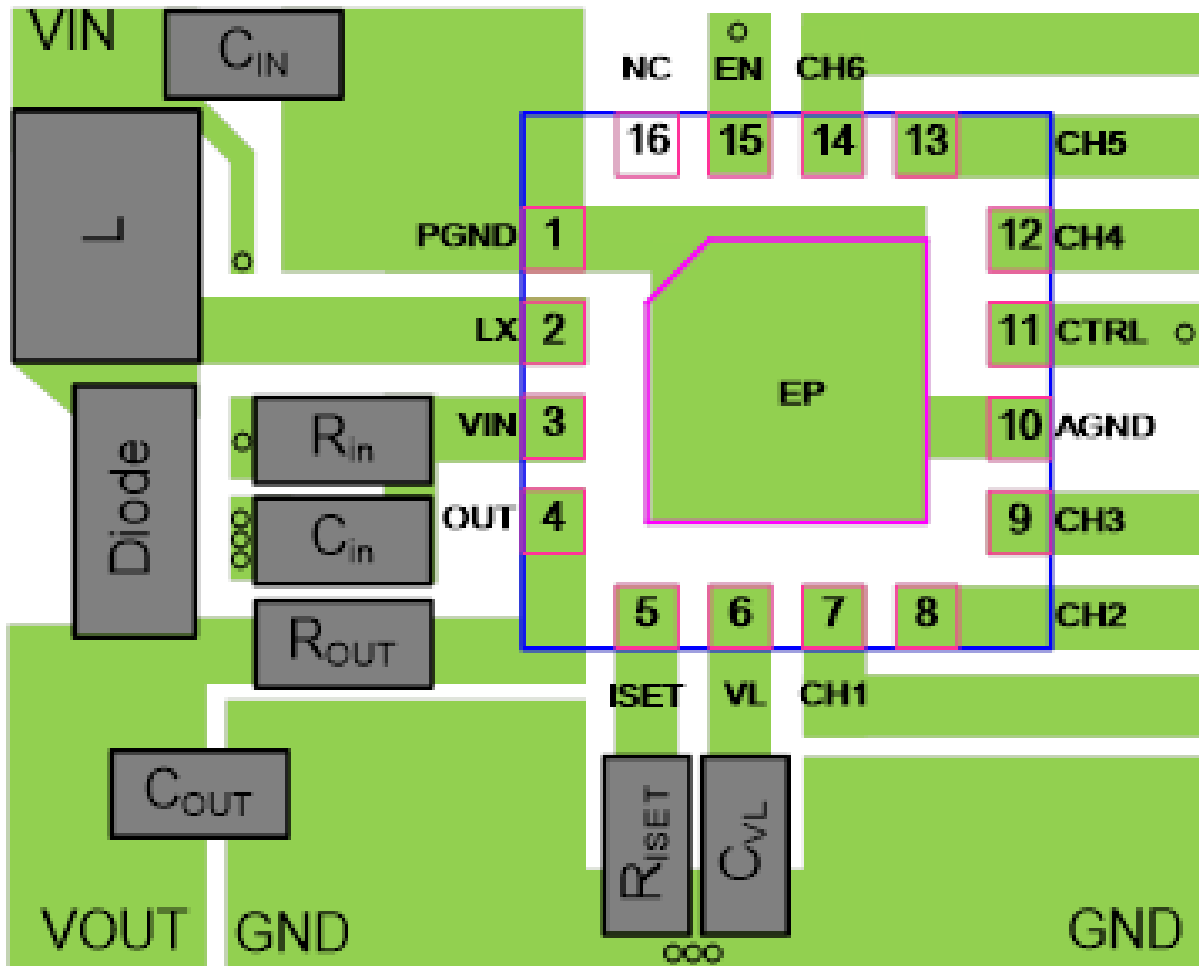 VIN
CIN
NC EN CH6
16 15 14 13 CH5
L
PGND 1
12 CH4
LX 2
11 CTRL
EP
Rin
VIN 3
10 AGND
Diode
Cin
OUT 4
9 CH3
ROUT
5 6 7 8 CH2
ISET VL CH1
COUT
RISET
CVL
VOUT GND
GND